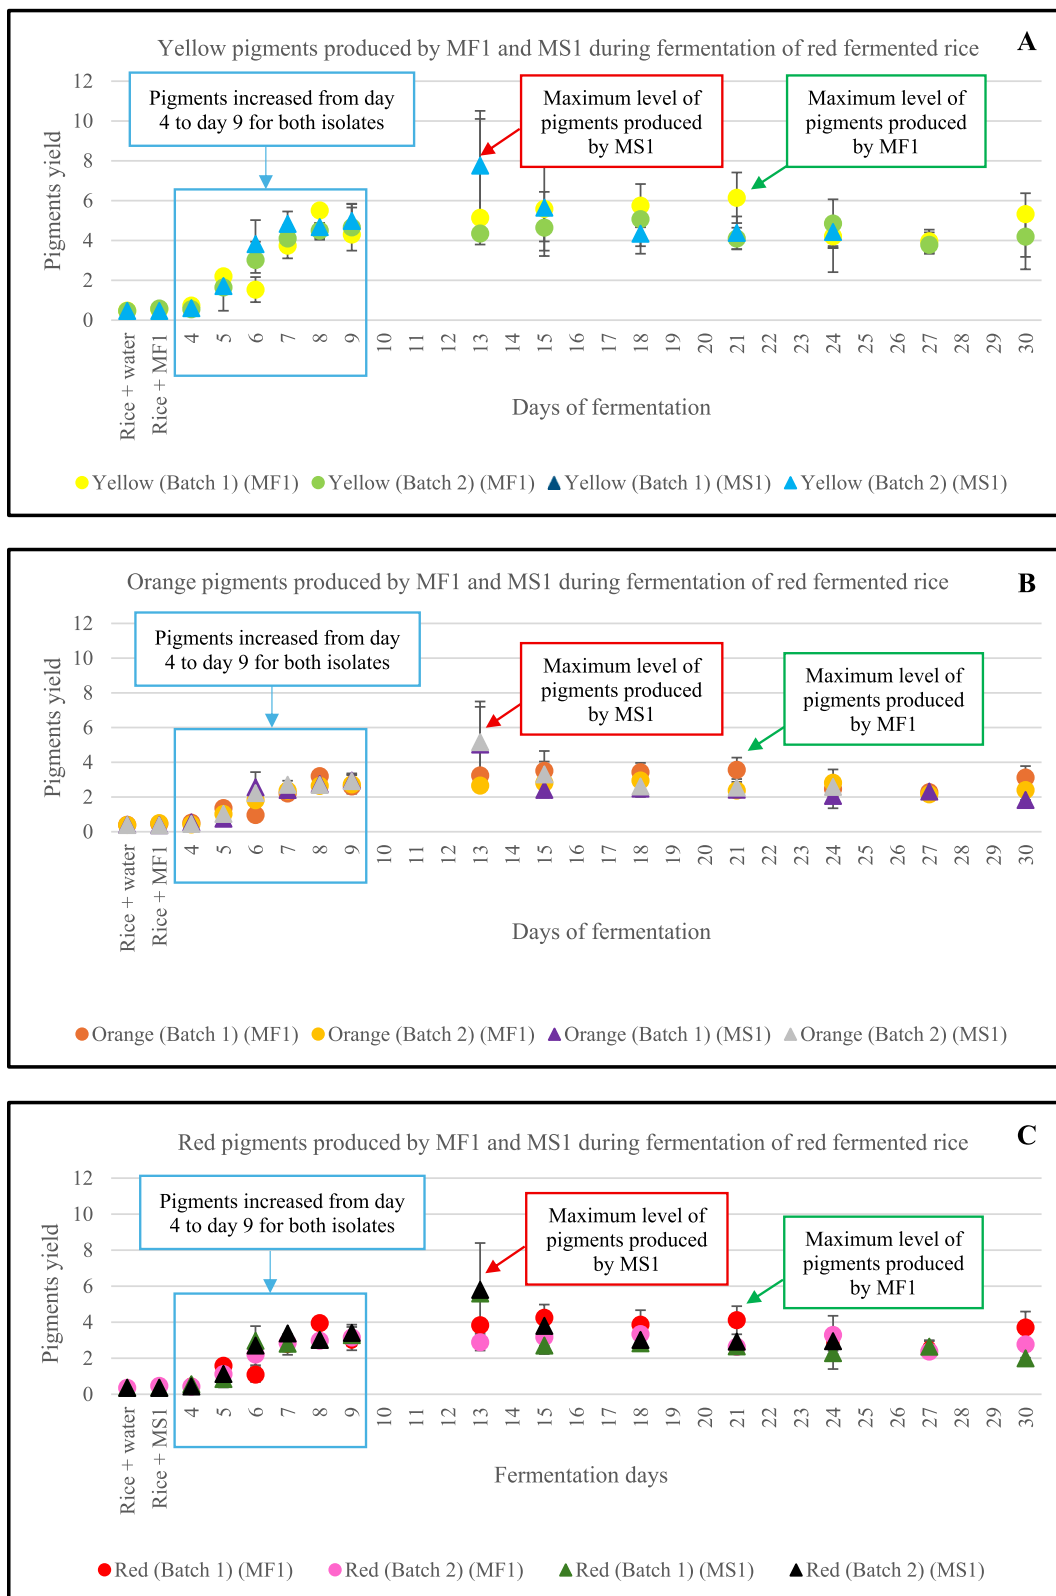 A
Yellow pigments produced by MF1 and MS1 during fermentation of red fermented rice
Pigments yield
12
10
8
6
4
2
0
Pigments increased from day
4 to day 9 for both isolates
Maximum level of
pigments produced
by MS1
Maximum level of
pigments produced
by MF1
Rice + water
Rice + MF1
4
5
6
7
8
9
10
11
12
13
14
15
18
19
20
21
22
23
24
26
27
28
29
30
Days of fermentation
Yellow (Batch 1) (MF1)
Yellow (Batch 2) (MF1)
Yellow (Batch 1) (MS1)
Yellow (Batch 2) (MS1)
B
Orange pigments produced by MF1 and MS1 during fermentation of red fermented rice
Pigments yield
12
10
8
6
4
2
0
Pigments increased from day
4 to day 9 for both isolates
Maximum level of
pigments produced
by MS1
Maximum level of
pigments produced
by MF1
Rice + water
Rice + MF1
4
5
6
7
8
9
10
11
12
13
14
15
18
19
20
21
22
23
24
26
27
28
29
30
Days of fermentation
Orange (Batch 1) (MF1)
Orange (Batch 2) (MF1)
Orange (Batch 1) (MS1)
Orange (Batch 2) (MS1)
C
Red pigments produced by MF1 and MS1 during fermentation of red fermented rice
Pigments yield
12
10
8
6
4
2
0
Pigments increased from day
4 to day 9 for both isolates
Maximum level of
pigments produced
by MS1
Maximum level of
pigments produced
by MF1
Rice + water
Rice + MS1
4
5
6
7
8
9
10
11
12
13
14
15
18
19
20
21
22
23
24
26
27
28
29
30
Fermentation days
Red (Batch 1) (MF1)
Red (Batch 2) (MF1)
Red (Batch 1) (MS1)
Red (Batch 2) (MS1)